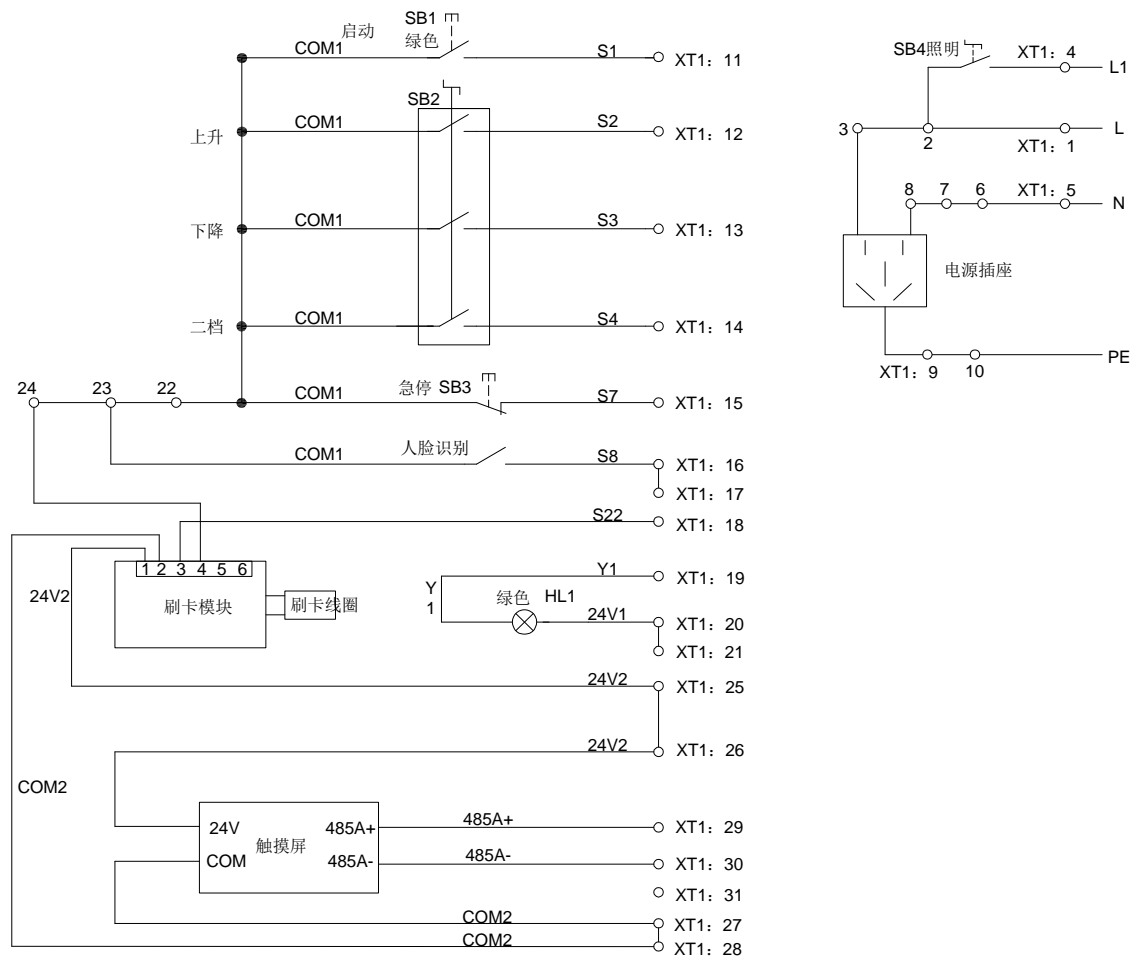 SB1
启动
绿色
COM1
S1
XT1：11
SB2
上升
COM1
S2
XT1：12
下降
COM1
S3
XT1：13
二档
COM1
S4
XT1：14
24
23
22
COM1
急停 SB3
S7
XT1：15
COM1
人脸识别
S8
XT1：16
XT1：17
S22
XT1：18
1 2 3 4 5 6
刷卡模块
刷卡线圈
24V2
Y1
XT1：19
Y
1
绿色 HL1
24V1
XT1：20
XT1：21
24V2
XT1：25
24V2
XT1：26
COM2
24V
COM
触摸屏
485A+
485A-
485A+
XT1：29
485A-
XT1：30
XT1：31
COM2
XT1：27
COM2
XT1：28
SB4照明
XT1：4
L1
3
2
XT1：1
L
8
7
6
XT1：5
N
电源插座
XT1：9
10
PE